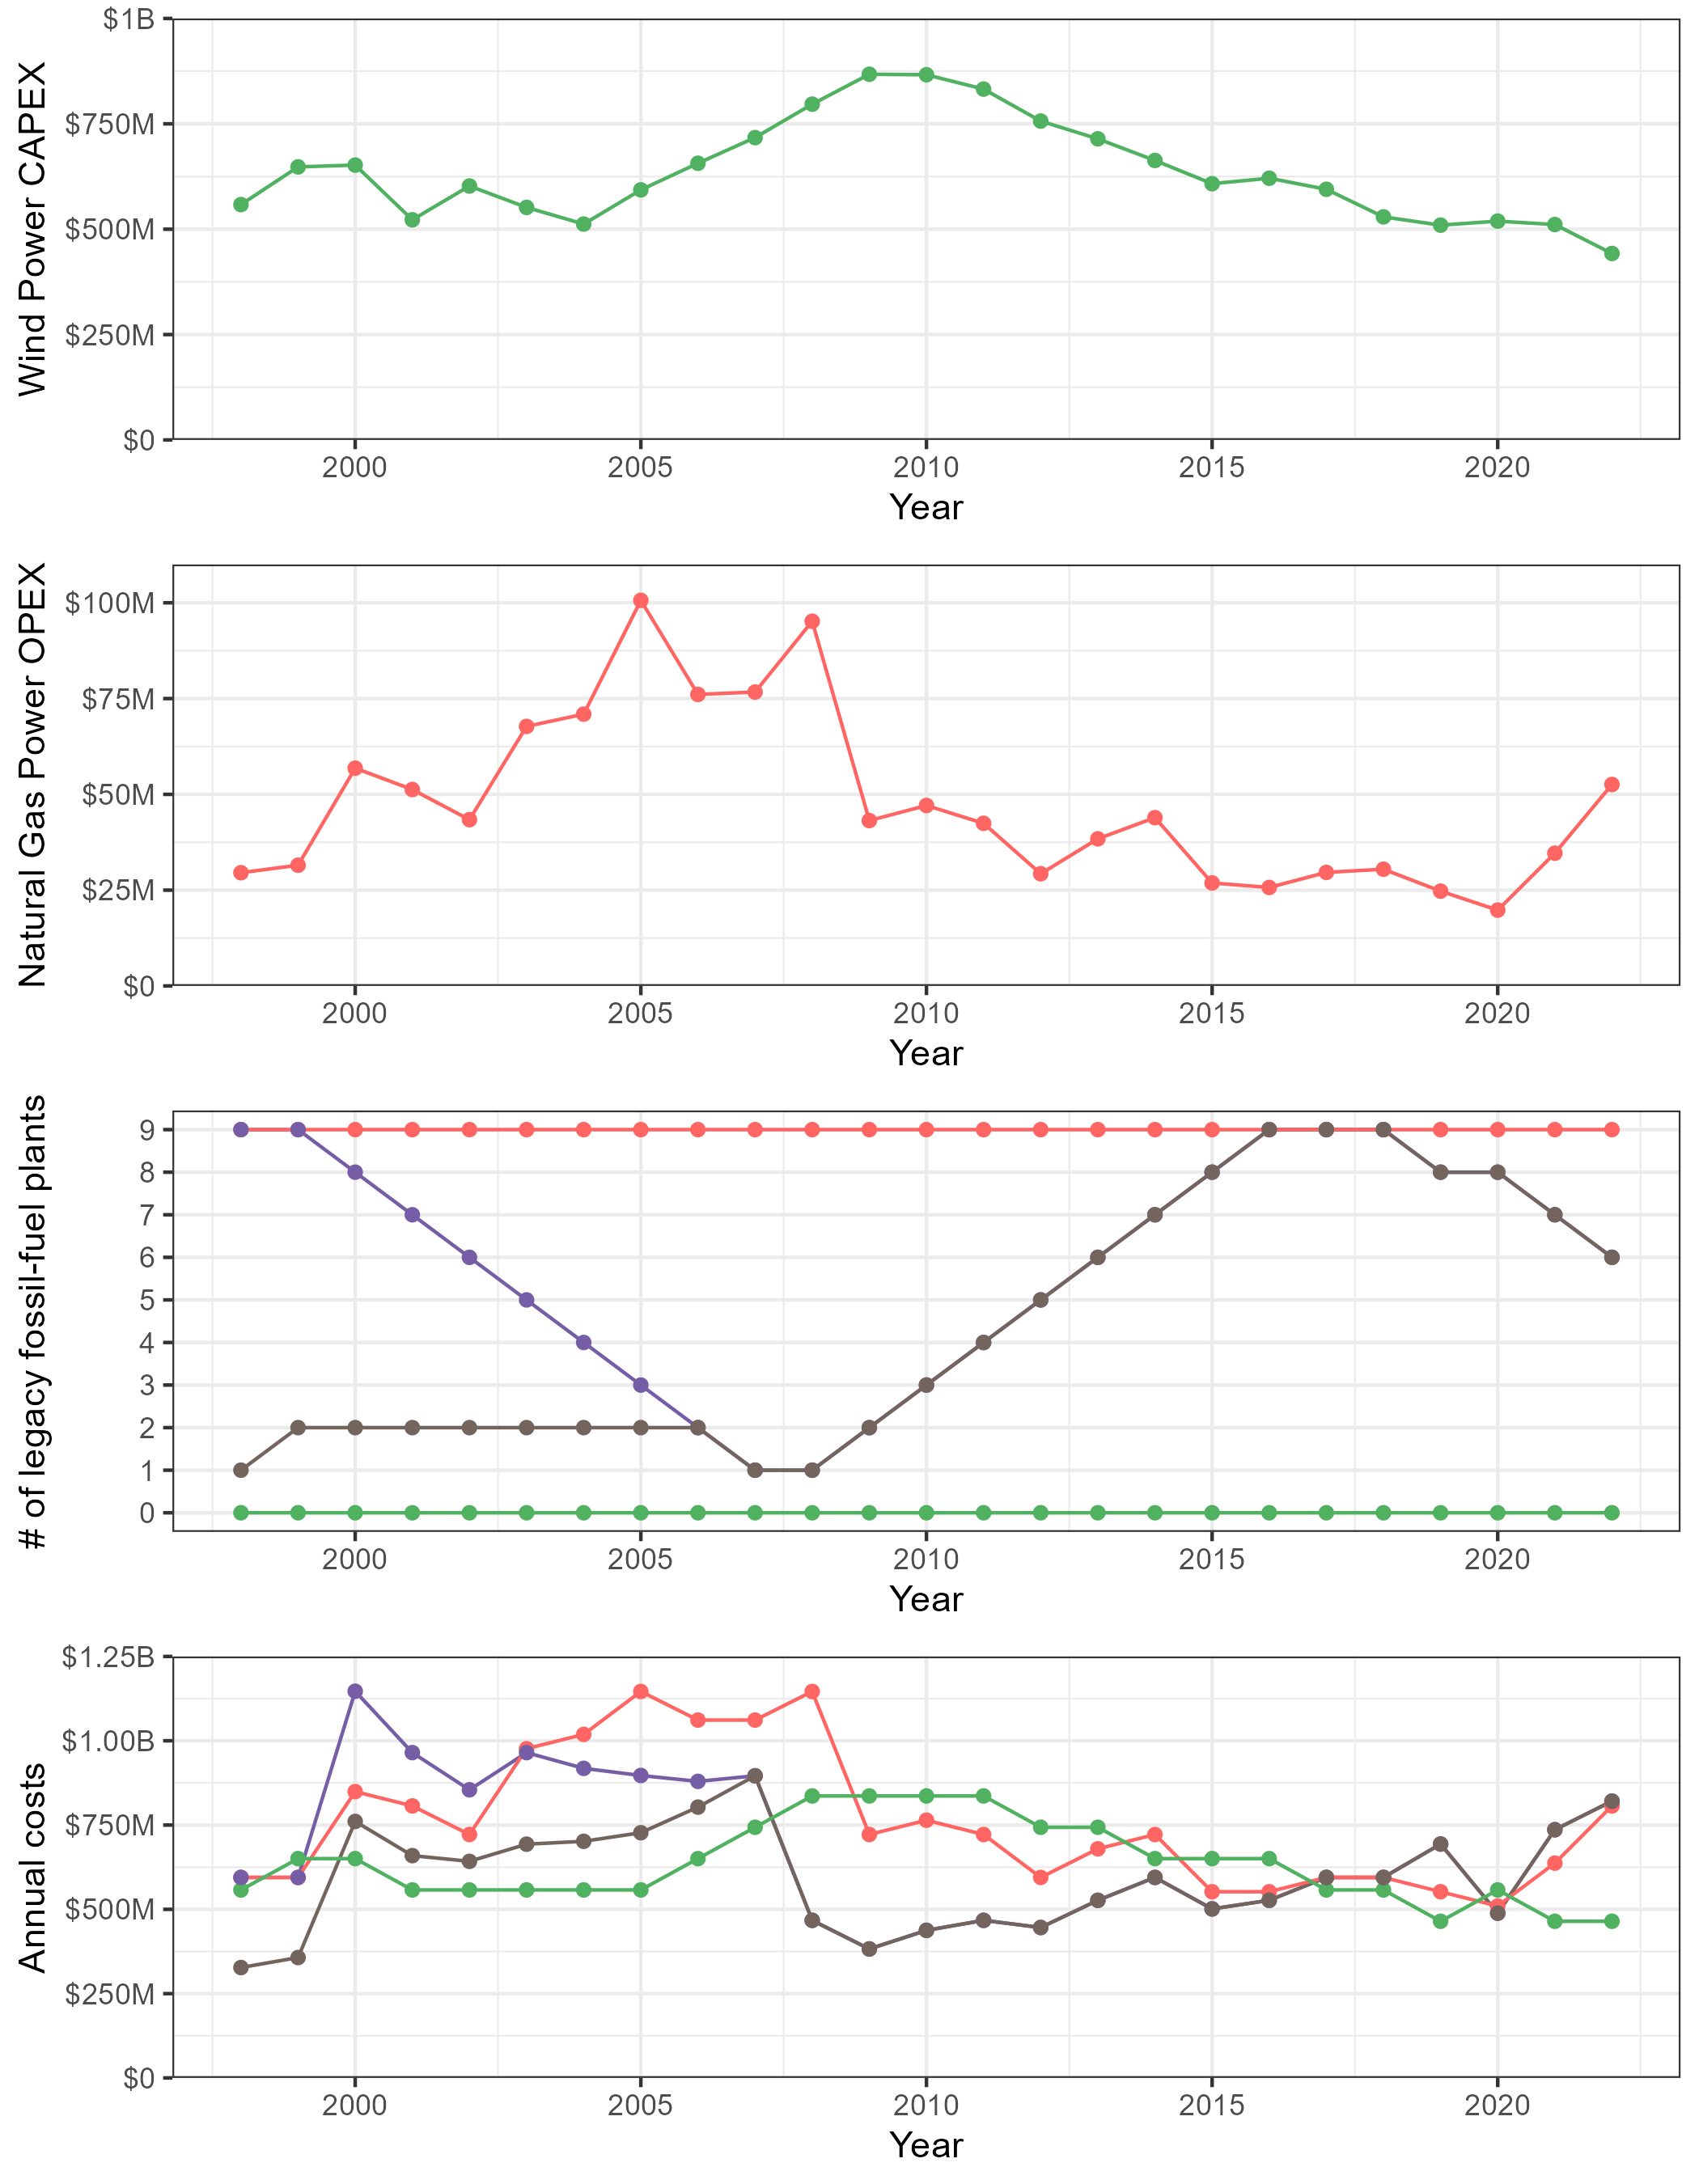 Wind Power CAPEX
$1B
$750M
$500M
$250M
$0
2000 2005 2010 2015 2020
Year
Natural Gas Power OPEX
$100M
$75M
$50M
$25M
$0
2000 2005 2010 2015 2020
Year
# of legacy fossil-fuel plants
9
8
7
6
5
4
3
2
1
0
2000 2005 2010 2015 2020
Year
Annual costs
$1.25B
$1.00B
$750M
$500M
$250M
$0
2000 2005 2010 2015 2020
Year